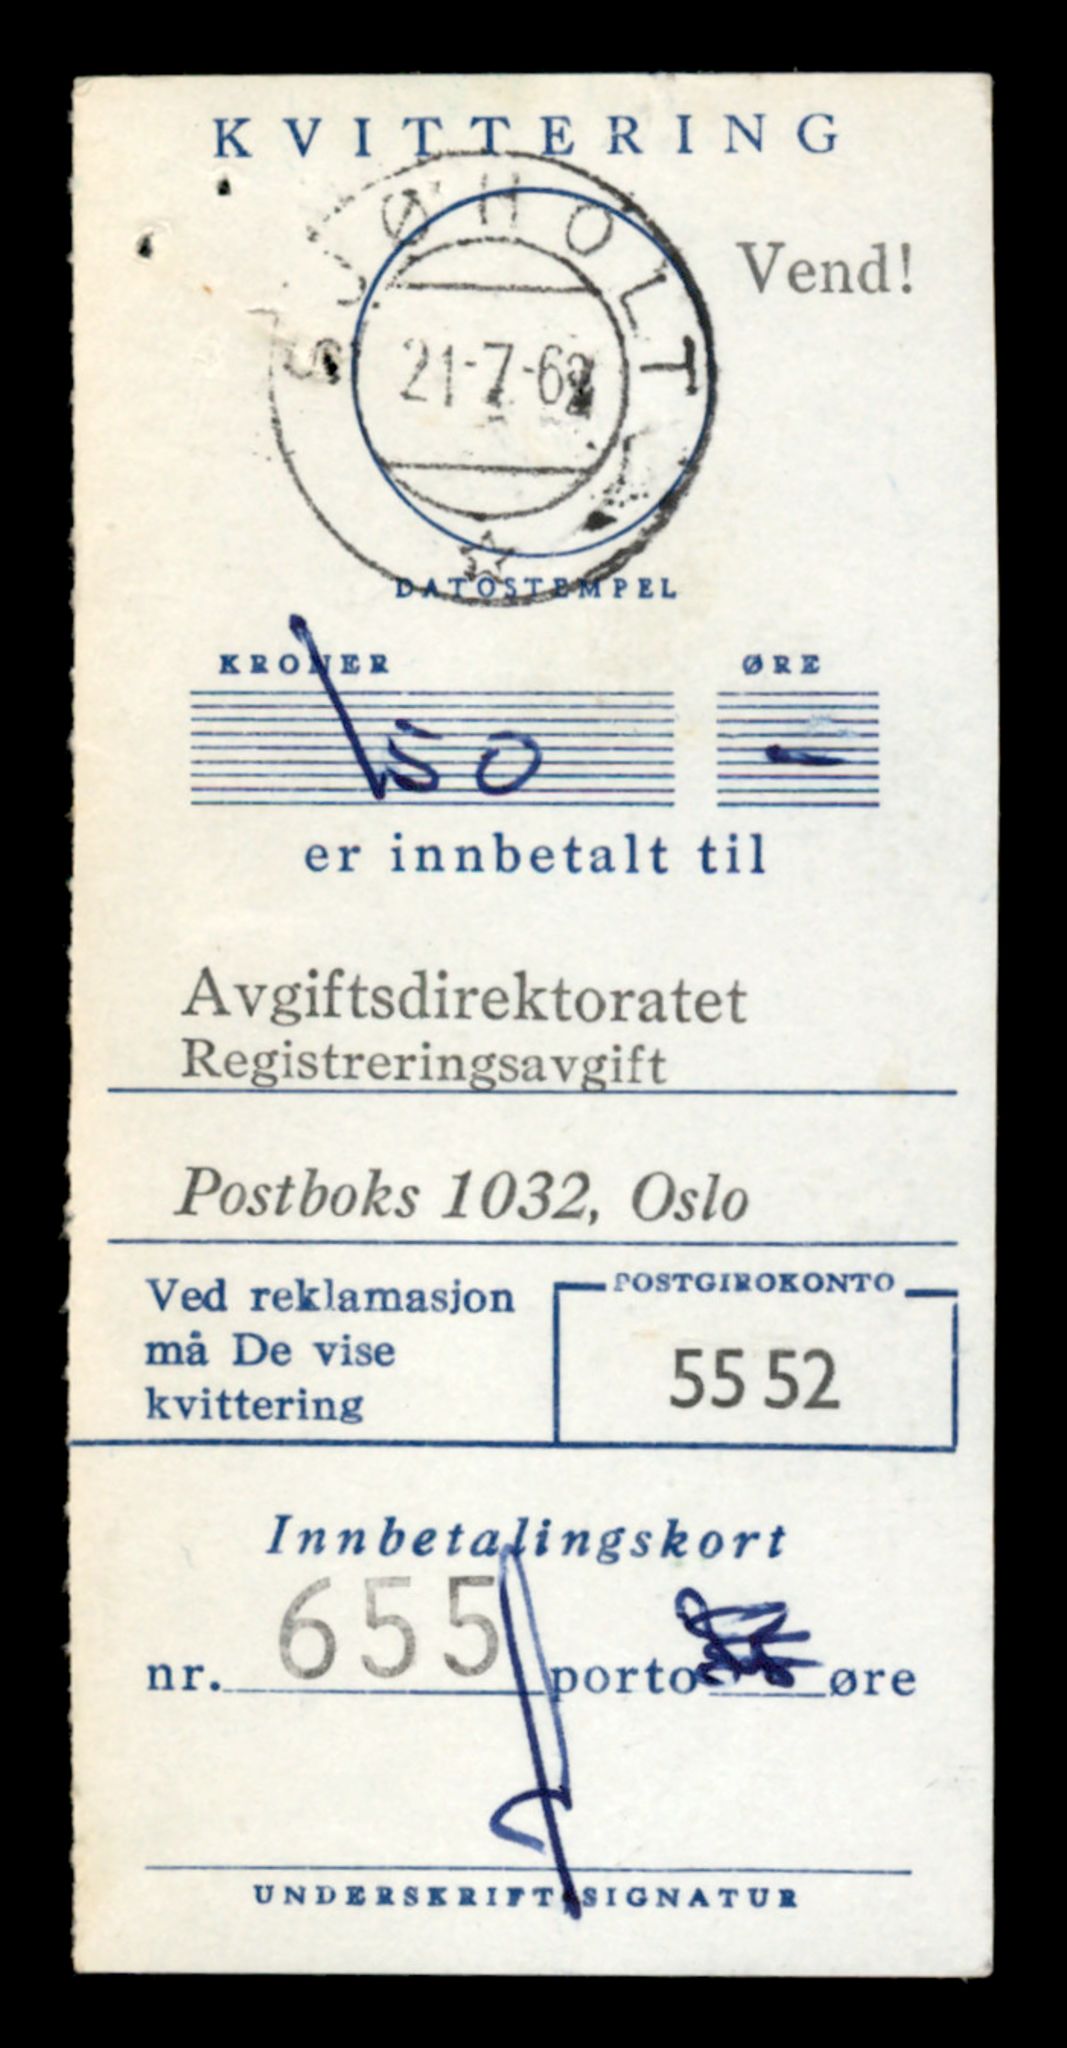 KVITTERING
Vend!
SJØHOLT
21-7-62
DATOSTEMPEL
KRONER ØRE
150 -
er innbetalt til
Avgiftsdirektoratet
Registreringsavgift
Postboks 1032, Oslo
Ved reklamasjon
må De vise
kvittering
POSTGIROKONTO
55 52
Innbetalingskort
nr. 655 porto øre
UNDERSKRIFT, SIGNATUR